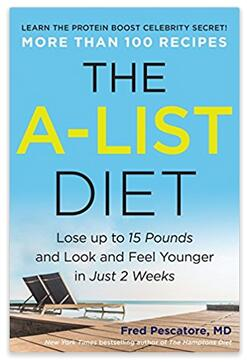 LEARN THE PROTEIN BOOST CELEBRITY SECRET!
MORE THAN 100 RECIPES
THE
A-LIST
DIET
Lose up to 15 Pounds
and Look and Feel Younger
in Just 2 Weeks
Fred Pescatore, MD
New York Times bestselling author of The Hamptons Diet